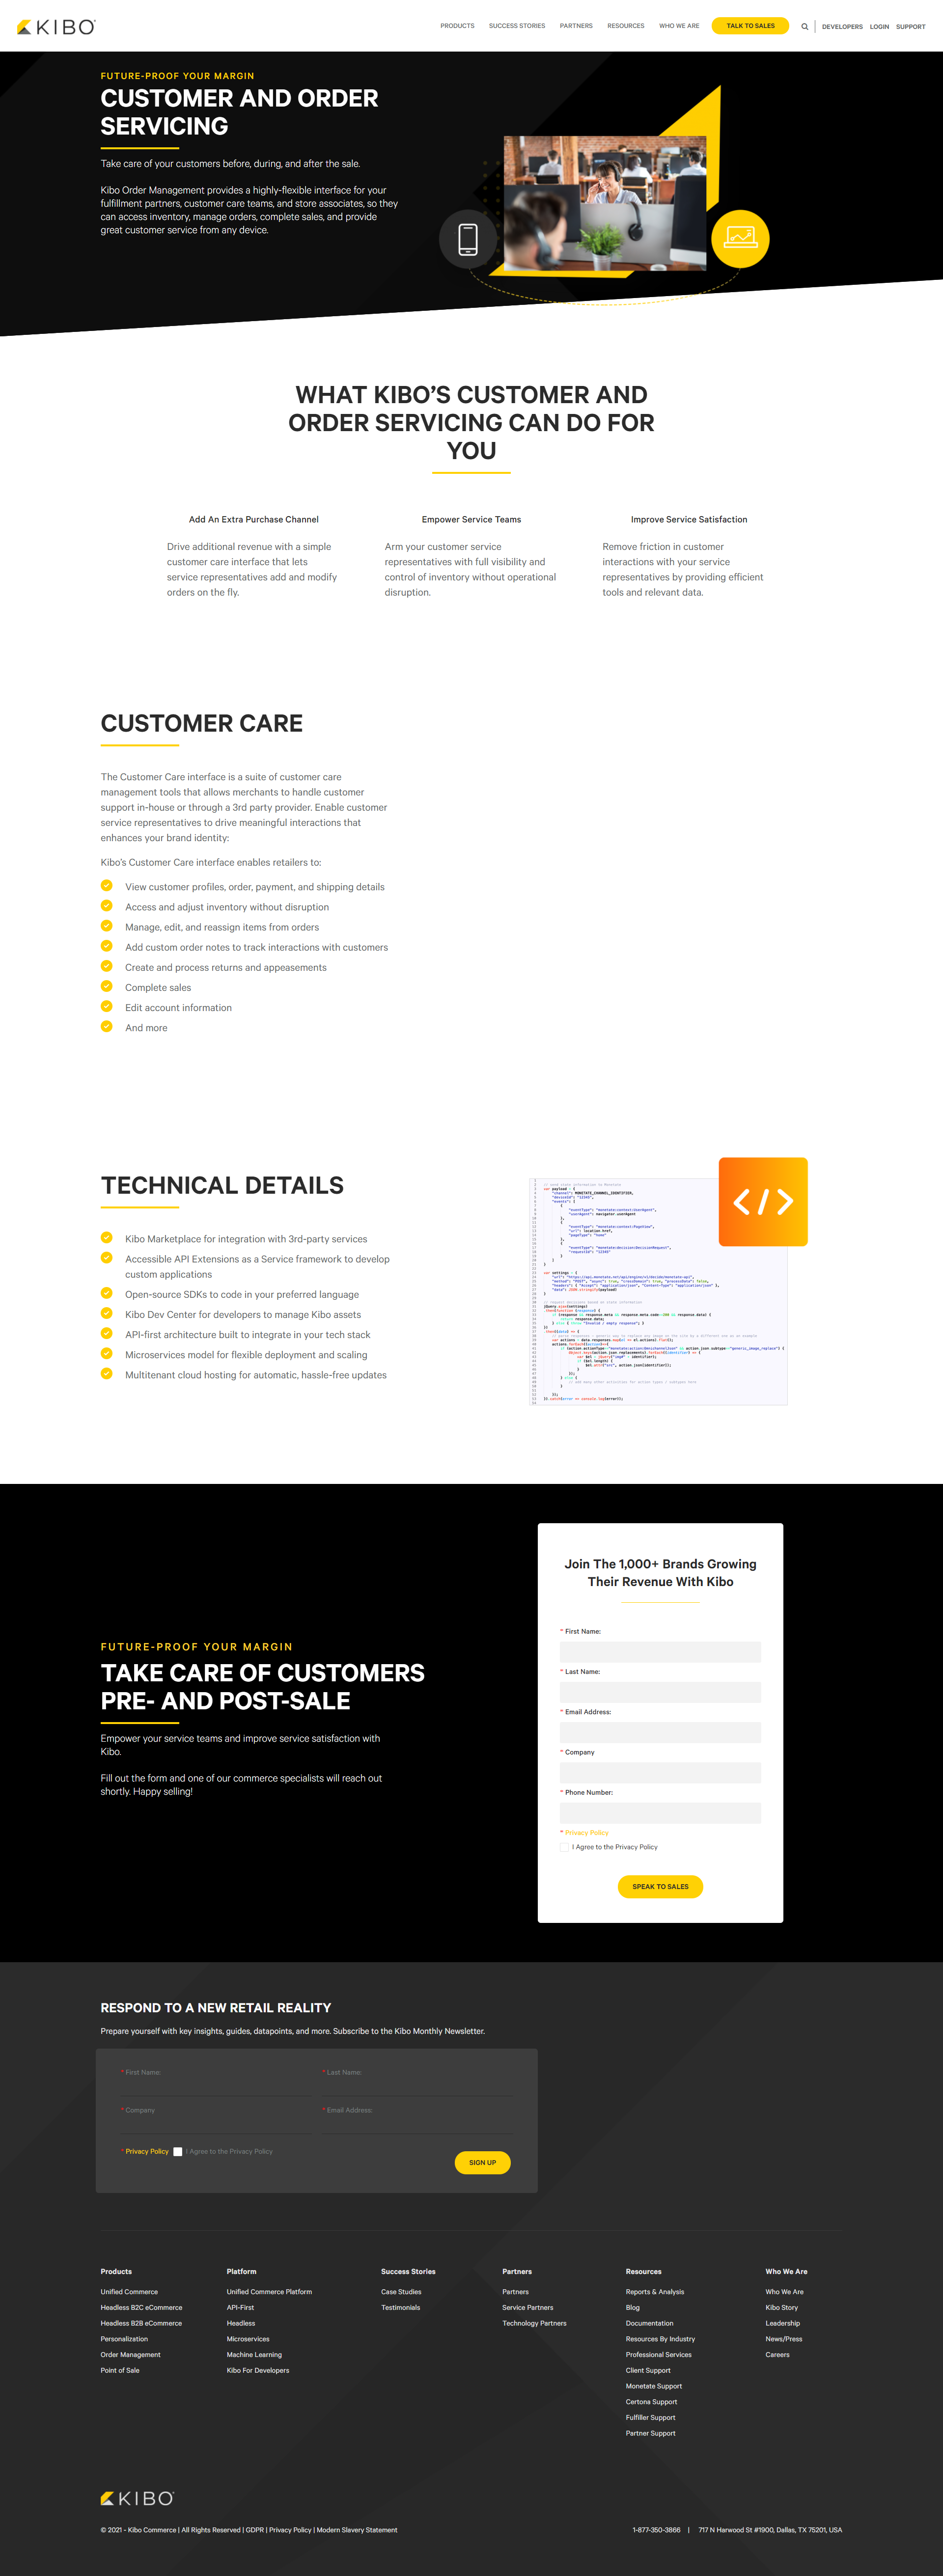 KIBO
PRODUCTS
SUCCESS STORIES
PARTNERS
RESOURCES
WHO WE ARE
TALK TO SALES
DEVELOPERS
LOGIN
SUPPORT
FUTURE-PROOF YOUR MARGIN
CUSTOMER AND ORDER
SERVICING
Take care of your customers before, during, and after the sale.
Kibo Order Management provides a highly-flexible interface for your
fulfillment partners, customer care teams, and store associates, so they
can access inventory, manage orders, complete sales, and provide
great customer service from any device.
WHAT KIBO’S CUSTOMER AND
ORDER SERVICING CAN DO FOR
YOU
Add An Extra Purchase Channel
Drive additional revenue with a simple
customer care interface that lets
service representatives add and modify
orders on the fly.
Empower Service Teams
Arm your customer service
representatives with full visibility and
control of inventory without operational
disruption.
Improve Service Satisfaction
Remove friction in customer
interactions with your service
representatives by providing efficient
tools and relevant data.
CUSTOMER CARE
The Customer Care interface is a suite of customer care
management tools that allows merchants to handle customer
support in-house or through a 3rd party provider. Enable customer
service representatives to drive meaningful interactions that
enhances your brand identity:
Kibo’s Customer Care interface enables retailers to:
View customer profiles, order, payment, and shipping details
Access and adjust inventory without disruption
Manage, edit, and reassign items from orders
Add custom order notes to track interactions with customers
Create and process returns and appeasements
Complete sales
Edit account information
And more
TECHNICAL DETAILS
Kibo Marketplace for integration with 3rd-party services
Accessible API Extensions as a Service framework to develop
custom applications
Open-source SDKs to code in your preferred language
Kibo Dev Center for developers to manage Kibo assets
API-first architecture built to integrate in your tech stack
Microservices model for flexible deployment and scaling
Multitenant cloud hosting for automatic, hassle-free updates
</>
FUTURE-PROOF YOUR MARGIN
TAKE CARE OF CUSTOMERS
PRE- AND POST-SALE
Empower your service teams and improve service satisfaction with
Kibo.
Fill out the form and one of our commerce specialists will reach out
shortly. Happy selling!
Join The 1,000+ Brands Growing
Their Revenue With Kibo
* First Name:
* Last Name:
* Email Address:
* Company
* Phone Number:
* Privacy Policy
I Agree to the Privacy Policy
SPEAK TO SALES
RESPOND TO A NEW RETAIL REALITY
Prepare yourself with key insights, guides, datapoints, and more. Subscribe to the Kibo Monthly Newsletter.
* First Name:
* Last Name:
* Company
* Email Address:
* Privacy Policy
I Agree to the Privacy Policy
SIGN UP
Products
Unified Commerce
Headless B2C eCommerce
Headless B2B eCommerce
Personalization
Order Management
Point of Sale
Platform
Unified Commerce Platform
API-First
Headless
Microservices
Machine Learning
Kibo For Developers
Success Stories
Case Studies
Testimonials
Partners
Partners
Service Partners
Technology Partners
Resources
Reports & Analysis
Blog
Documentation
Resources By Industry
Professional Services
Client Support
Monetate Support
Certona Support
Fulfiller Support
Partner Support
Who We Are
Who We Are
Kibo Story
Leadership
News/Press
Careers
KIBO
© 2021 - Kibo Commerce | All Rights Reserved | GDPR | Privacy Policy | Modern Slavery Statement
1-877-350-3866 | 717 N Harwood St #1900, Dallas, TX 75201, USA